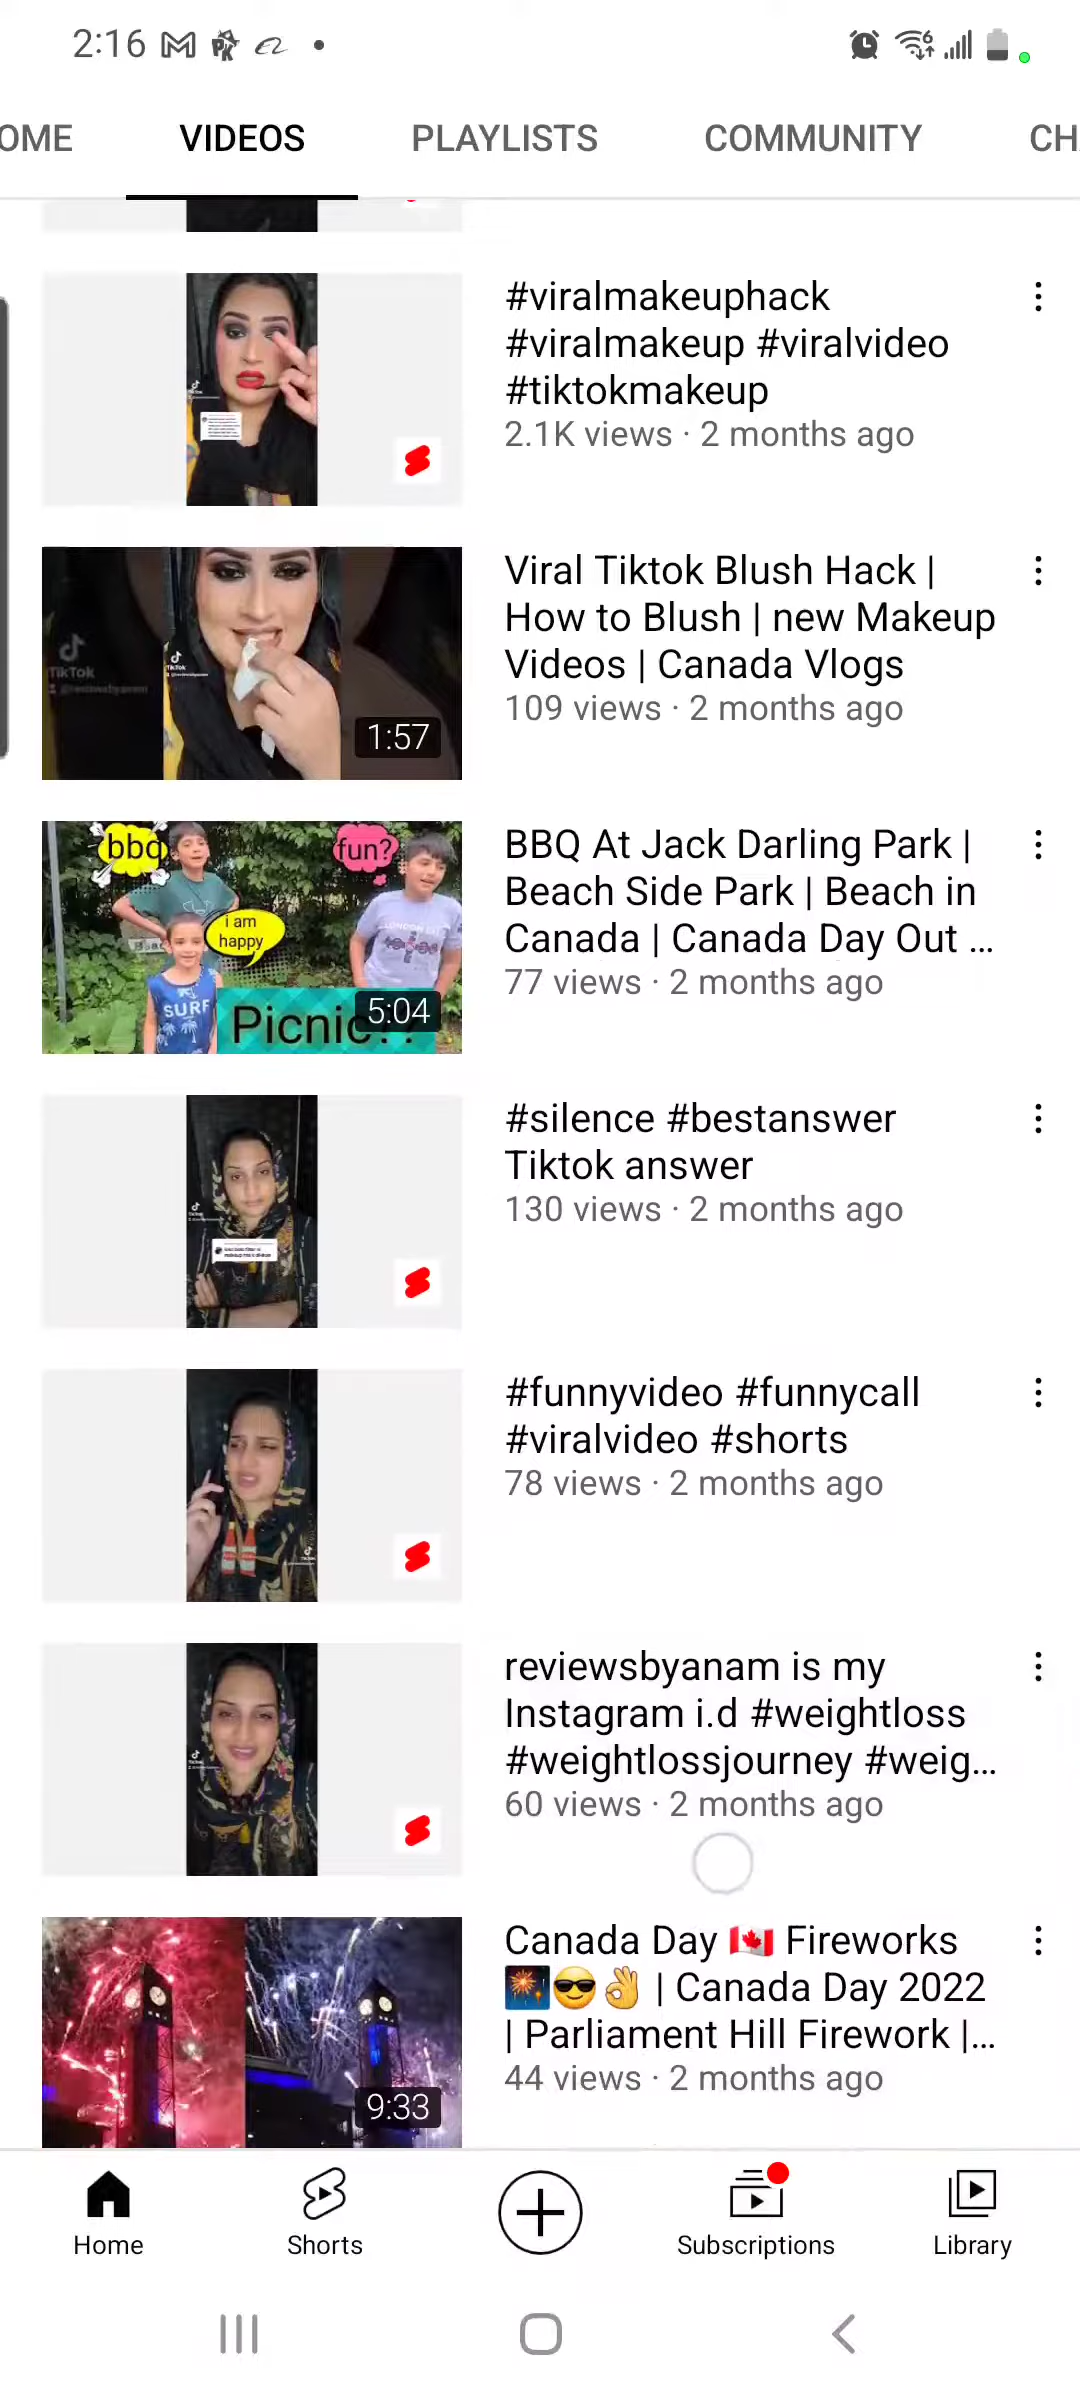 2:16
OME VIDEOS PLAYLISTS COMMUNITY CH
#viralmakeuphack
#viralmakeup #viralvideo
#tiktokmakeup
2.1K views · 2 months ago
Viral Tiktok Blush Hack |
How to Blush | new Makeup
Videos | Canada Vlogs
109 views · 2 months ago
TikTok
TikTok
1:57
bbq
fun?
i am
happy
SURF
Picnic??
5:04
BBQ At Jack Darling Park |
Beach Side Park | Beach in
Canada | Canada Day Out ...
77 views · 2 months ago
#silence #bestanswer
Tiktok answer
130 views · 2 months ago
#funnyvideo #funnycall
#viralvideo #shorts
78 views · 2 months ago
reviewsbyanam is my
Instagram i.d #weightloss
#weightlossjourney #weig...
60 views · 2 months ago
Canada Day 🇨🇦 Fireworks
🎆😎👌 | Canada Day 2022
| Parliament Hill Firework |...
44 views · 2 months ago
9:33
Home Shorts Subscriptions Library